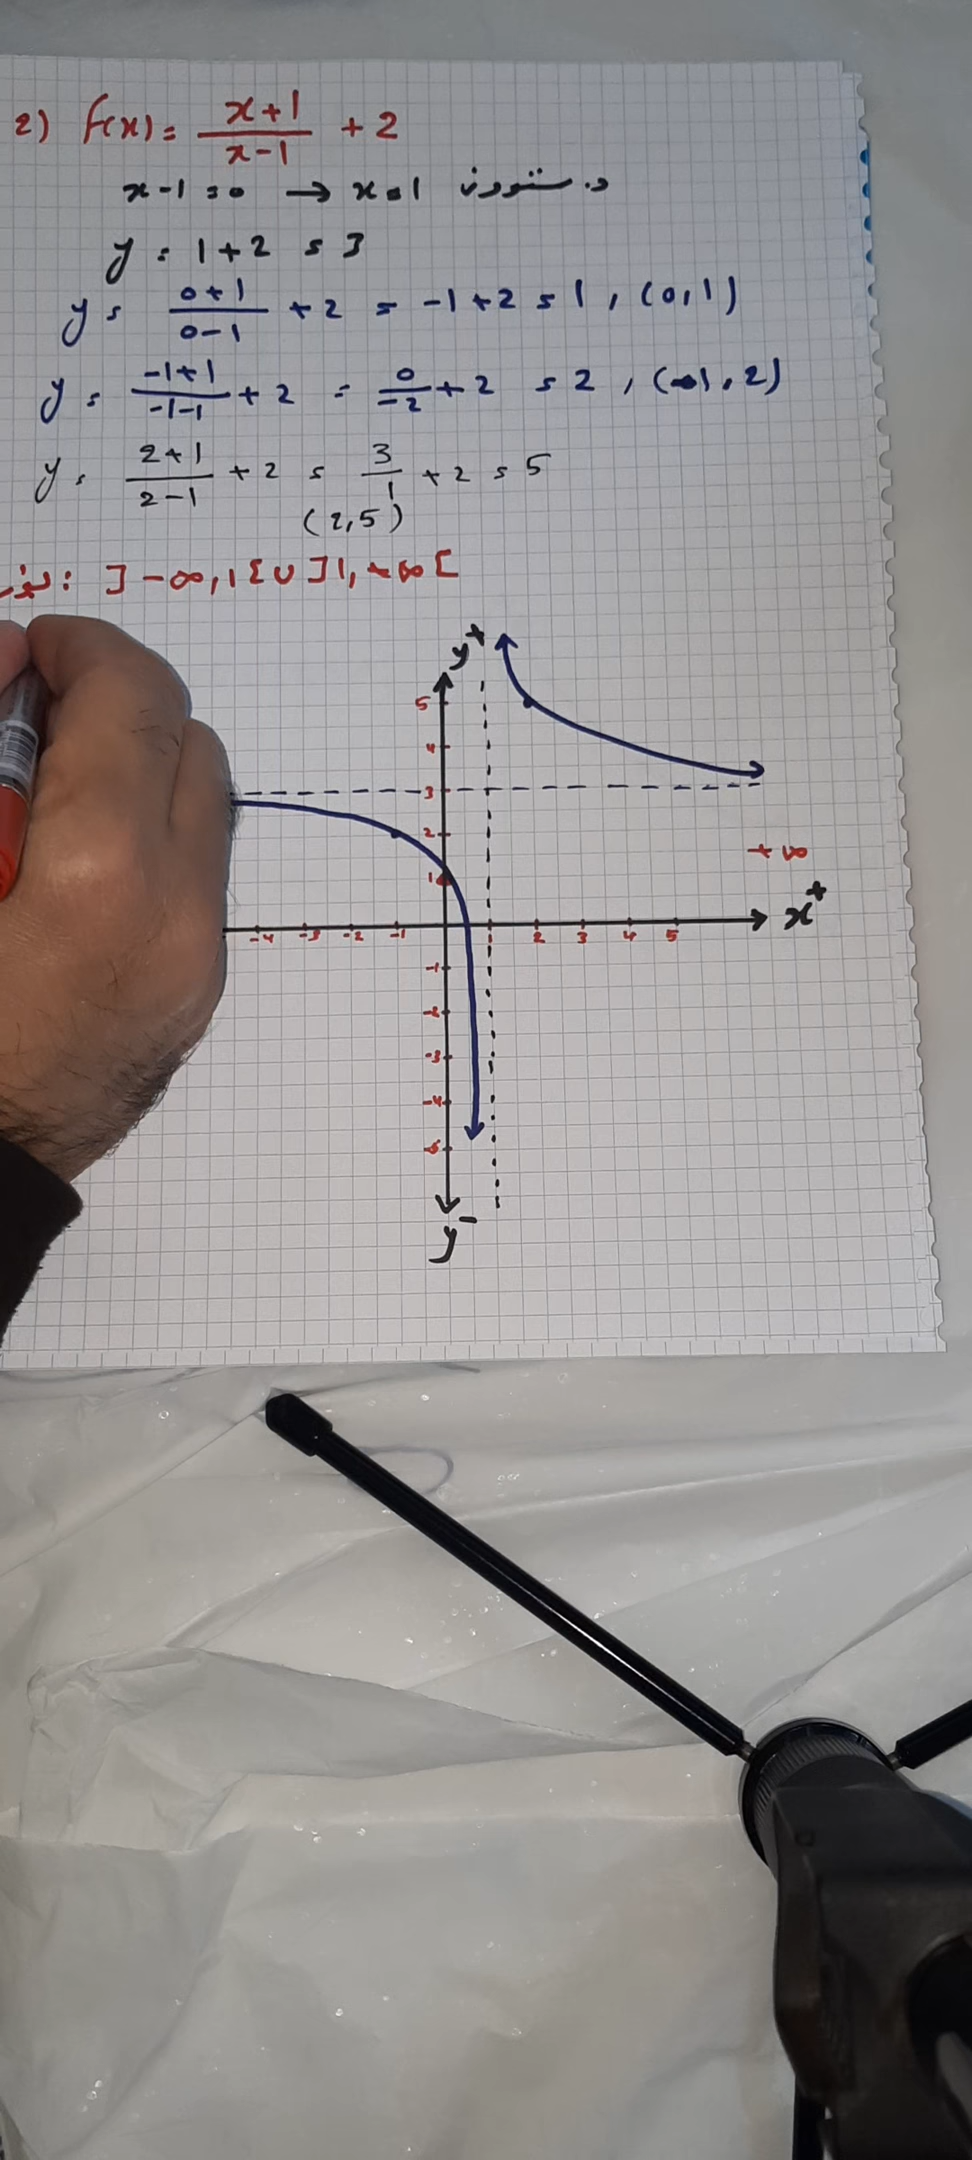 2) f(x) = x+1 / x-1 + 2
x-1 = 0 → x = 1
y = 1+2 = 3
y = 0+1 / 0-1 + 2 = -1+2 = 1 , (0,1)
y = -1+1 / -1-1 + 2 = 0 / -2 + 2 = 2 , (-1,2)
y = 2+1 / 2-1 + 2 = 3 / 1 + 2 = 5
(2,5)
: ]-∞,1[∪]1,+∞[
y+
5
4
3
2
1
+∞
x+
-4 -3 -2 -1 2 3 4 5
-1
-2
-3
-4
-5
y-